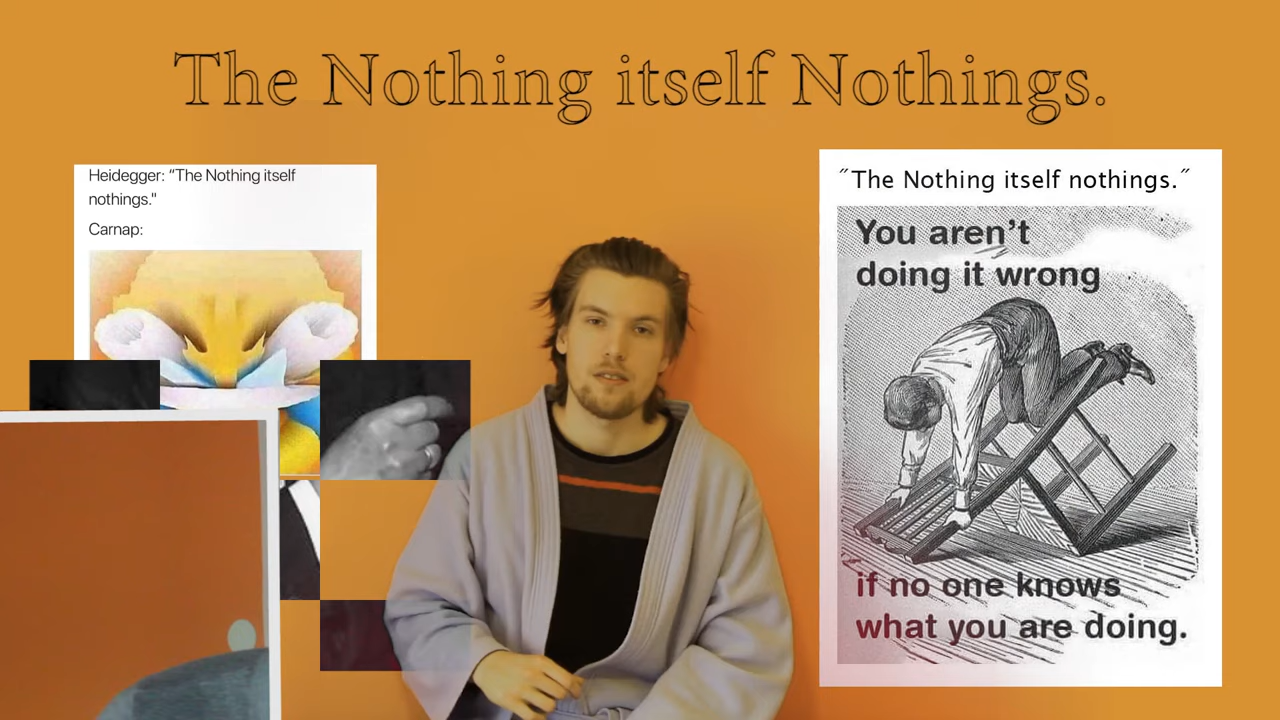 The Nothing itself Nothings.
Heidegger: "The Nothing itself
nothings."
Carnap:
˝The Nothing itself nothings.˝
You aren't
doing it wrong
if no one knows
what you are doing.